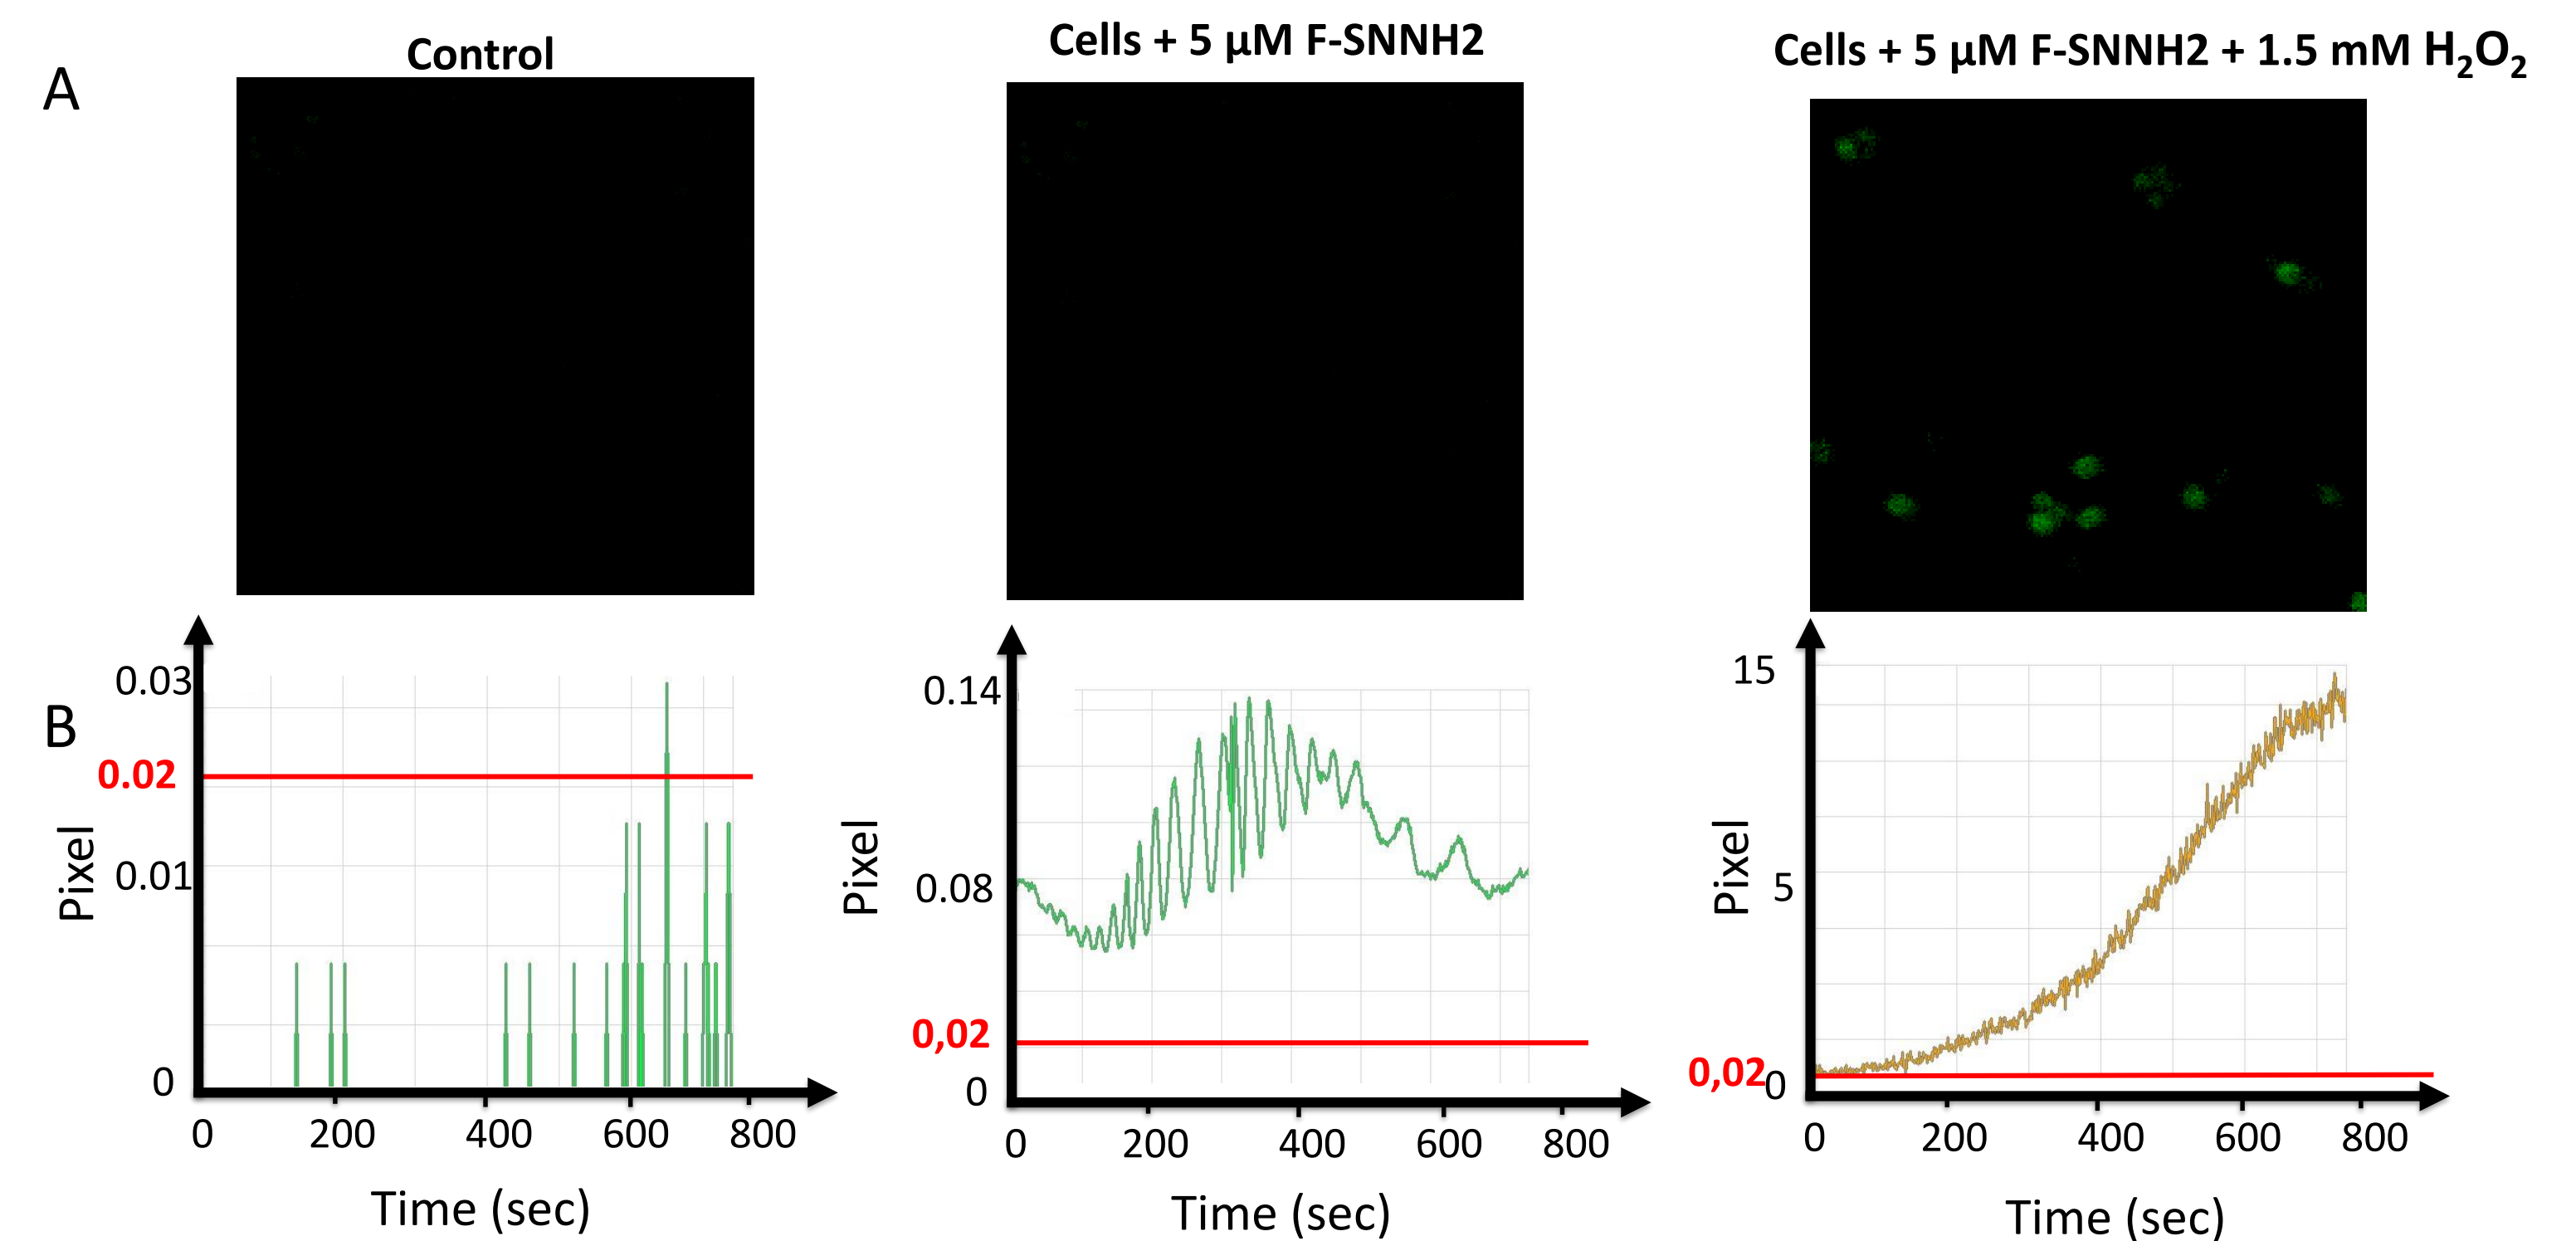 Control
Cells + 5 µM F-SNNH2
Cells + 5 µM F-SNNH2 + 1.5 mM H₂O₂
A
B
Pixel
0.03
0.02
0.01
0
0
200
400
600
800
Time (sec)
Pixel
0.14
0.08
0,02
0
0
200
400
600
800
Time (sec)
Pixel
15
5
0,02
0
0
200
400
600
800
Time (sec)